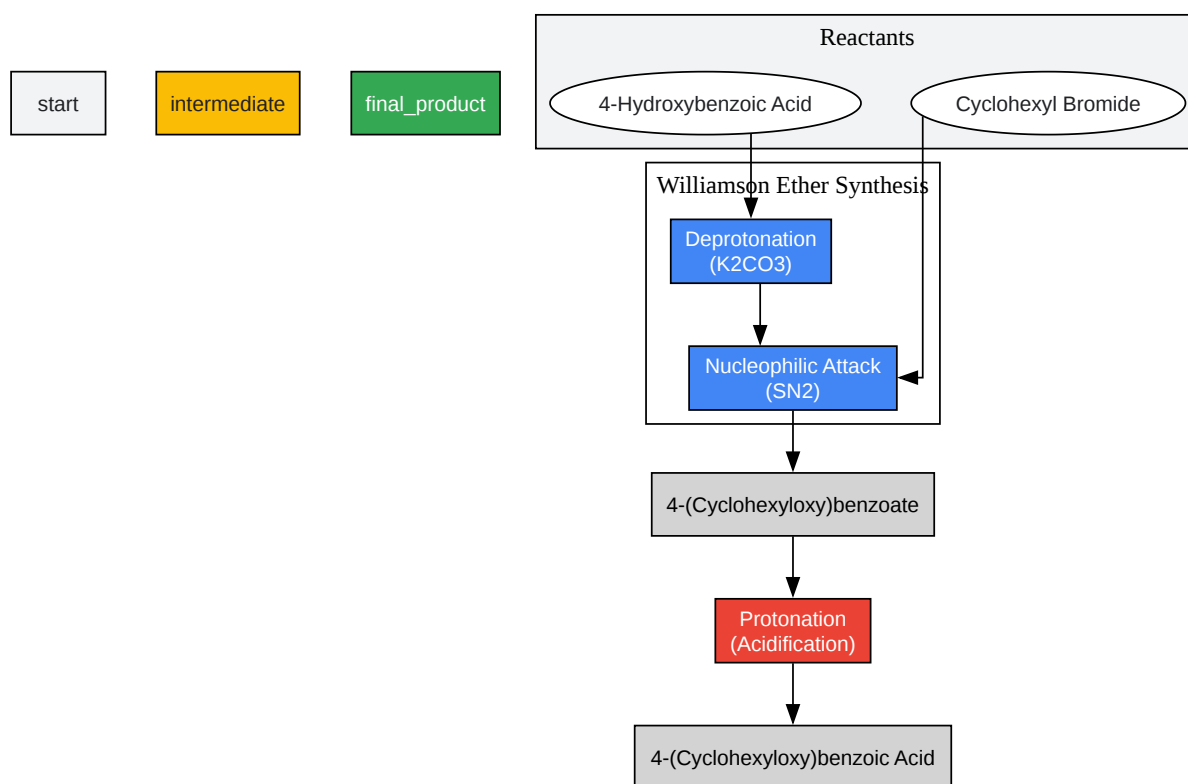 Reactants
start
intermediate
final_product
4-Hydroxybenzoic Acid
Cyclohexyl Bromide
Williamson Ether Synthesis
Deprotonation
(K2CO3)
Nucleophilic Attack
(SN2)
4-(Cyclohexyloxy)benzoate
Protonation
(Acidification)
4-(Cyclohexyloxy)benzoic Acid